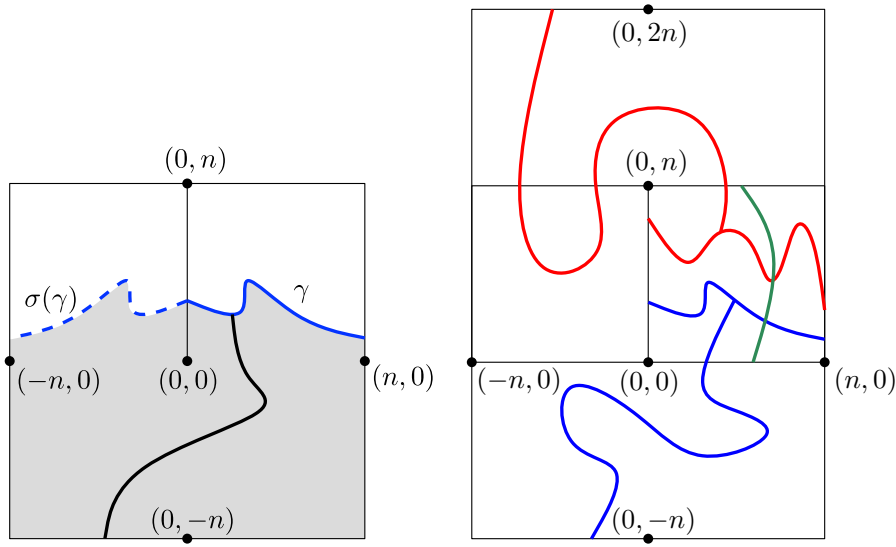 (0, n)
σ(γ)
γ
(−n, 0)
(0, 0)
(n, 0)
(0, −n)
(0, 2n)
(0, n)
(−n, 0)
(0, 0)
(n, 0)
(0, −n)